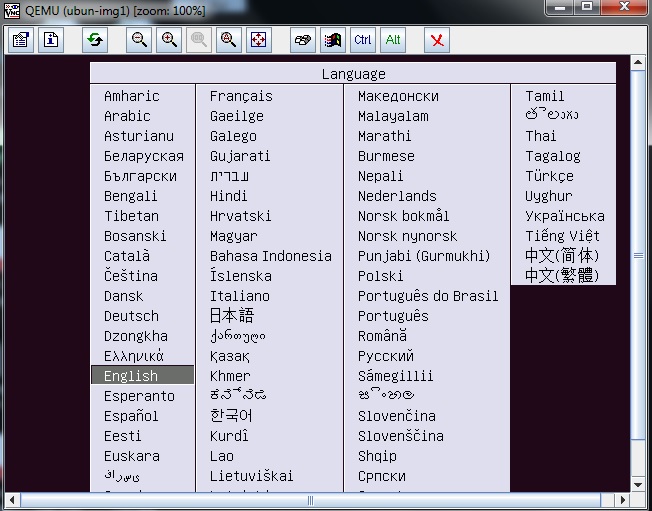 QEMU (ubun-img1) [zoom: 100%]
Ctrl
Alt
Language
Amharic
Arabic
Asturianu
Беларуская
Български
Bengali
Tibetan
Bosanski
Català
Čeština
Dansk
Deutsch
Dzongkha
Ελληνικά
English
Esperanto
Español
Eesti
Euskara
Français
Gaeilge
Galego
Gujarati
עברית
Hindi
Hrvatski
Magyar
Bahasa Indonesia
Íslenska
Italiano
日本語
ქართული
Қазақ
Khmer
ಕನ್ನಡ
한국어
Kurdî
Lao
Lietuviškai
Македонски
Malayalam
Marathi
Burmese
Nepali
Nederlands
Norsk bokmål
Norsk nynorsk
Punjabi (Gurmukhi)
Polski
Português do Brasil
Português
Română
Русский
Sámegillii
සිංහල
Slovenčina
Slovenščina
Shqip
Српски
Tamil
తెలుగు
Thai
Tagalog
Türkçe
Uyghur
Українська
Tiếng Việt
中文(简体)
中文(繁體)